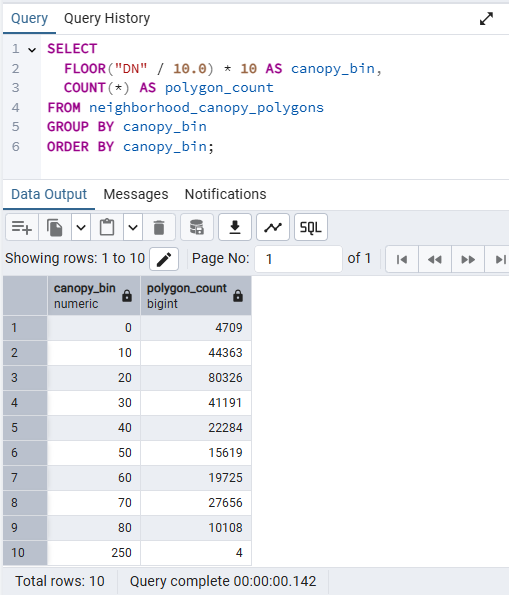 Query Query History
1 SELECT
2 FLOOR("DN" / 10.0) * 10 AS canopy_bin,
3 COUNT(*) AS polygon_count
4 FROM neighborhood_canopy_polygons
5 GROUP BY canopy_bin
6 ORDER BY canopy_bin;
Data Output Messages Notifications
SQL
Showing rows: 1 to 10 Page No: 1 of 1
canopy_bin polygon_count
numeric bigint
1 0 4709
2 10 44363
3 20 80326
4 30 41191
5 40 22284
6 50 15619
7 60 19725
8 70 27656
9 80 10108
10 250 4
Total rows: 10 Query complete 00:00:00.142